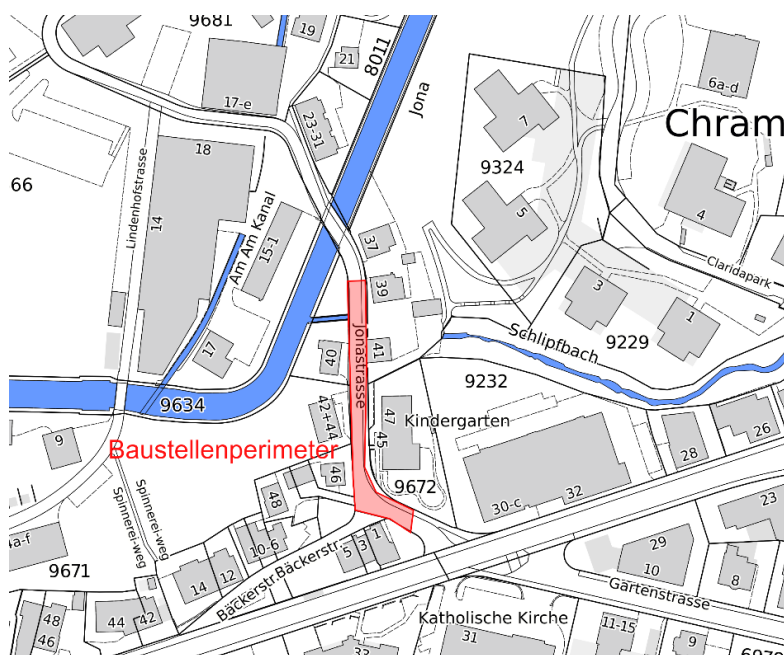 9681
19
21
8011
Jona
6a-d
17-e
23-31
7
Chram
18
9324
66
Lindenhofstrasse
14
Am Am Kanal
15-1
5
4
37
39
Claridapark
3
1
Jonastrasse
Schlipfbach
9229
17
40
41
9634
9232
42+44
47
Kindergarten
45
26
28
9
Baustellenperimeter
46
9672
30-c
32
48
23
Spinnerei-weg
Spinnerei-weg
4a-f
10-6
5
3
1
29
10
8
9671
14
12
Bäckerstr.
Bäckerstr.
Gartenstrasse
44
42
48
46
Katholische Kirche
31
33
11-15
9
6979